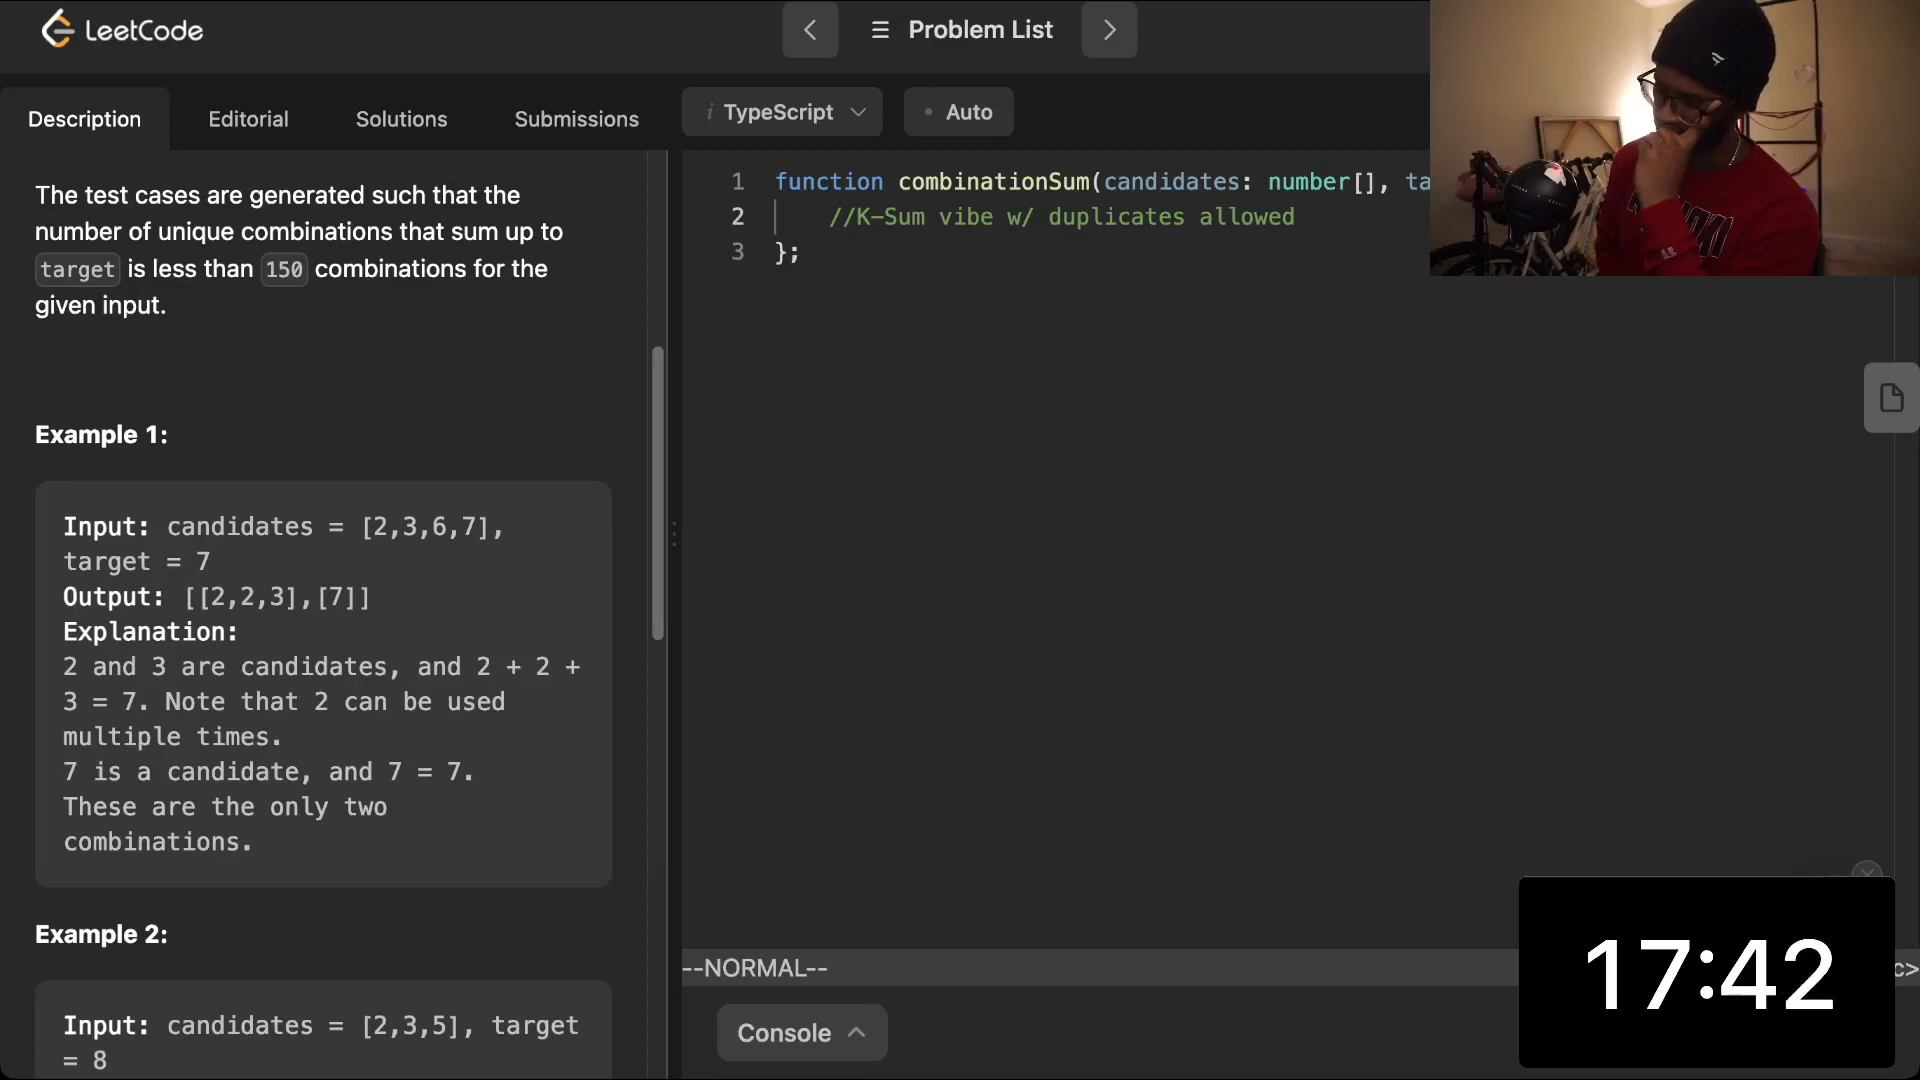 LeetCode
Problem List
Description
Editorial
Solutions
Submissions
i TypeScript
• Auto
The test cases are generated such that the
number of unique combinations that sum up to
target is less than 150 combinations for the
given input.
Example 1:
Input: candidates = [2,3,6,7],
target = 7
Output: [[2,2,3],[7]]
Explanation:
2 and 3 are candidates, and 2 + 2 +
3 = 7. Note that 2 can be used
multiple times.
7 is a candidate, and 7 = 7.
These are the only two
combinations.
Example 2:
Input: candidates = [2,3,5], target
= 8
1 function combinationSum(candidates: number[], ta
2 //K-Sum vibe w/ duplicates allowed
3 };
--NORMAL--
c>
Console
17:42